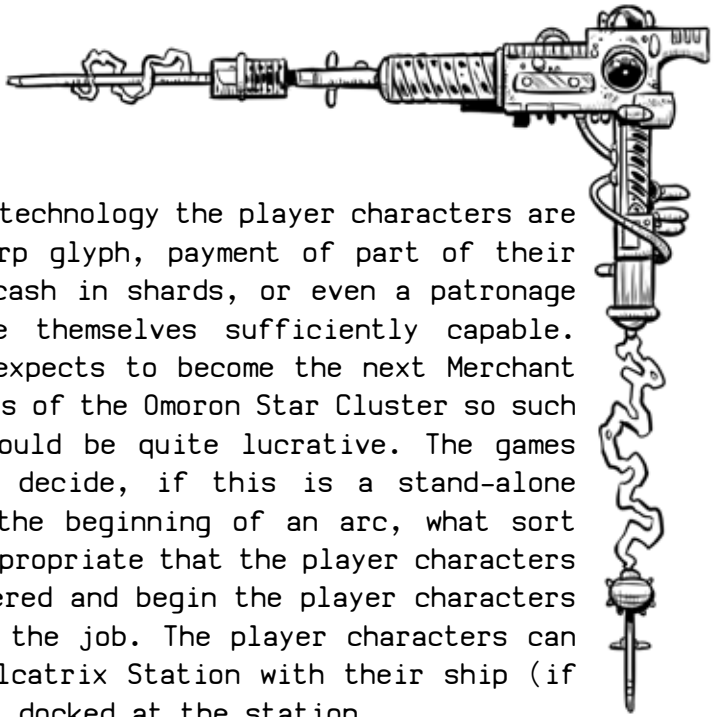 technology the player characters are
rp glyph, payment of part of their
cash in shards, or even a patronage
e themselves sufficiently capable.
expects to become the next Merchant
s of the Omoron Star Cluster so such
ould be quite lucrative. The games
decide, if this is a stand-alone
the beginning of an arc, what sort
propriate that the player characters
ered and begin the player characters
the job. The player characters can
lcatrix Station with their ship (if
docked at the station